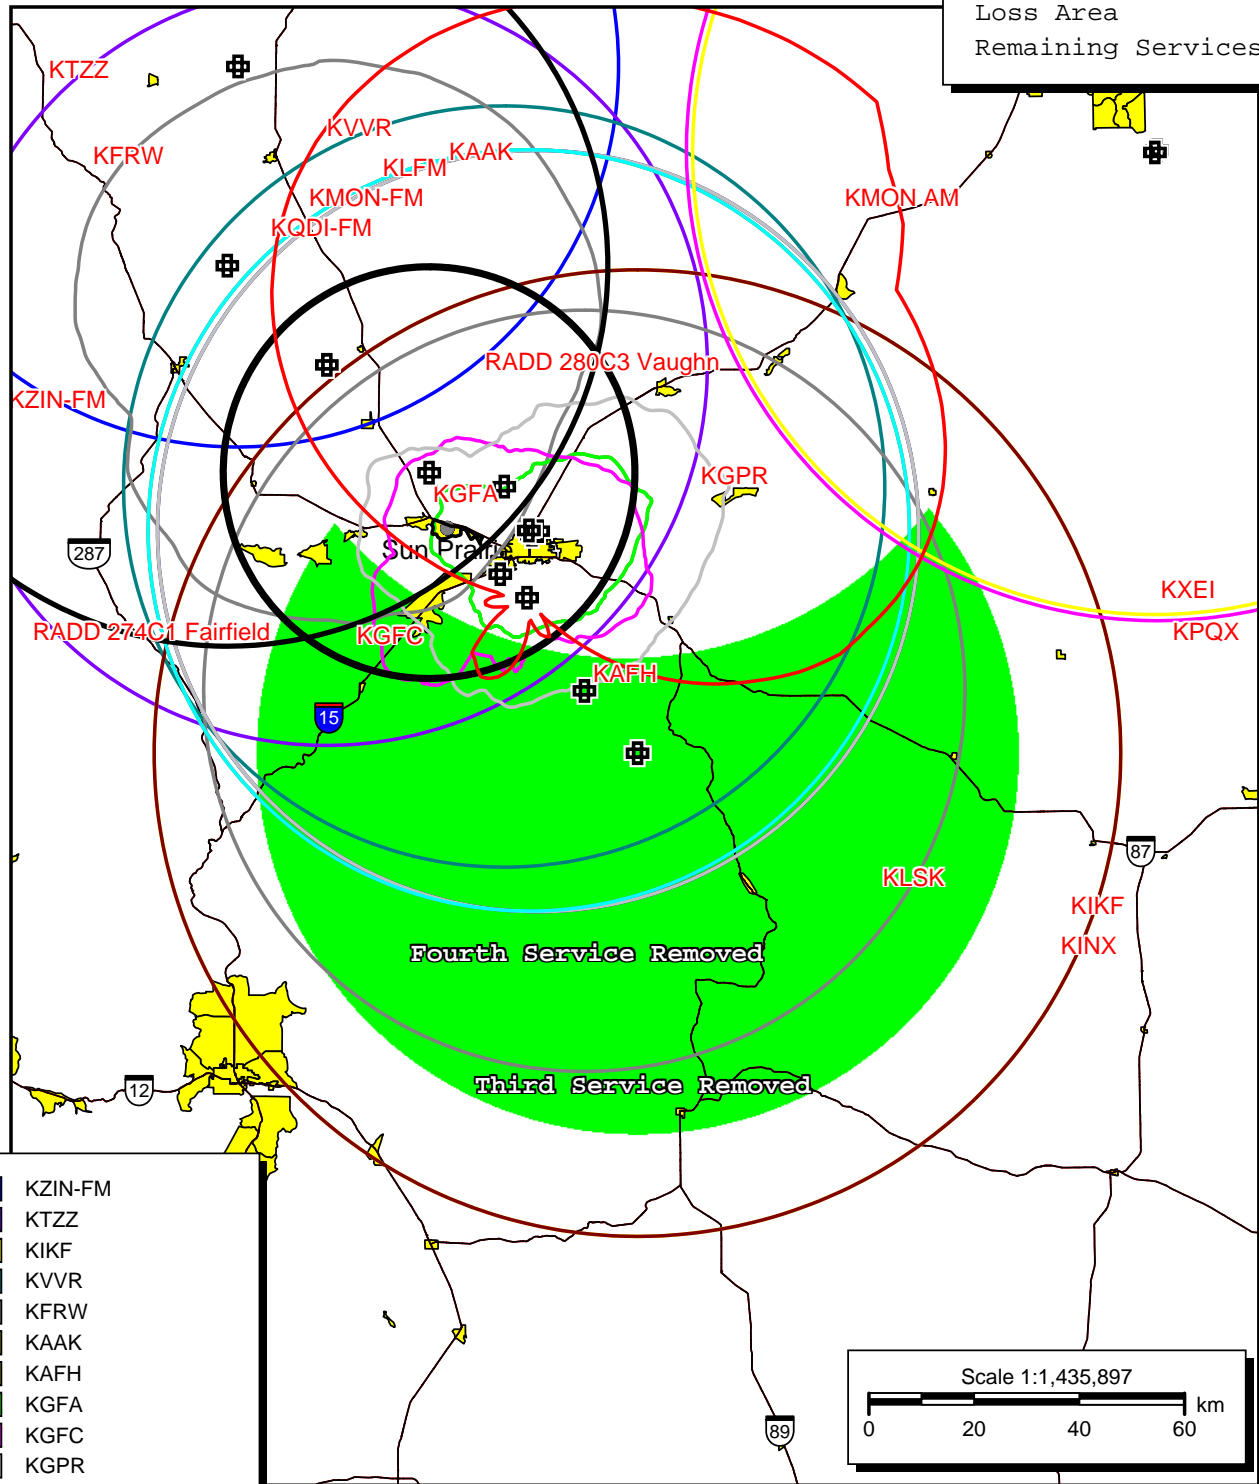 Loss Area
Remaining Services
KTZZ
KVVR
KFRW
KAAK
KLFM
KMON-FM
KMON AM
KQDI-FM
RADD 280C3 Vaughn
KZIN-FM
KGPR
KGFA
Sun Prairie
287
KXEI
RADD 274C1 Fairfield
KGFC
KPQX
KAFH
15
87
KLSK
KIKF
KINX
Fourth Service Removed
Third Service Removed
12
KZIN-FM
KTZZ
KIKF
KVVR
KFRW
KAAK
KAFH
KGFA
KGFC
KGPR
Scale 1:1,435,897
km
0 20 40 60
89